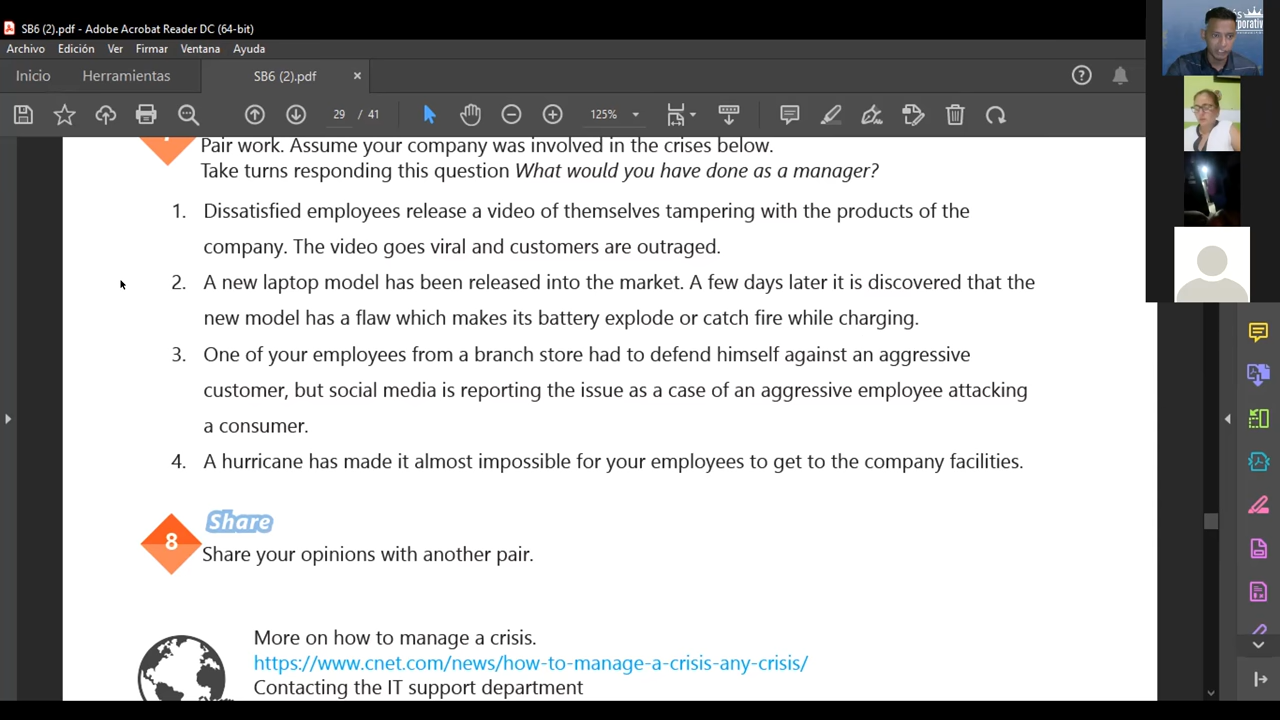 SB6 (2).pdf - Adobe Acrobat Reader DC (64-bit)
Archivo Edición Ver Firmar Ventana Ayuda
Inicio Herramientas SB6 (2).pdf ×
29 / 41 125%
Pair work. Assume your company was involved in the crises below.
Take turns responding this question What would you have done as a manager?
1. Dissatisfied employees release a video of themselves tampering with the products of the
company. The video goes viral and customers are outraged.
2. A new laptop model has been released into the market. A few days later it is discovered that the
new model has a flaw which makes its battery explode or catch fire while charging.
3. One of your employees from a branch store had to defend himself against an aggressive
customer, but social media is reporting the issue as a case of an aggressive employee attacking
a consumer.
4. A hurricane has made it almost impossible for your employees to get to the company facilities.
Share
8
Share your opinions with another pair.
More on how to manage a crisis.
https://www.cnet.com/news/how-to-manage-a-crisis-any-crisis/
Contacting the IT support department